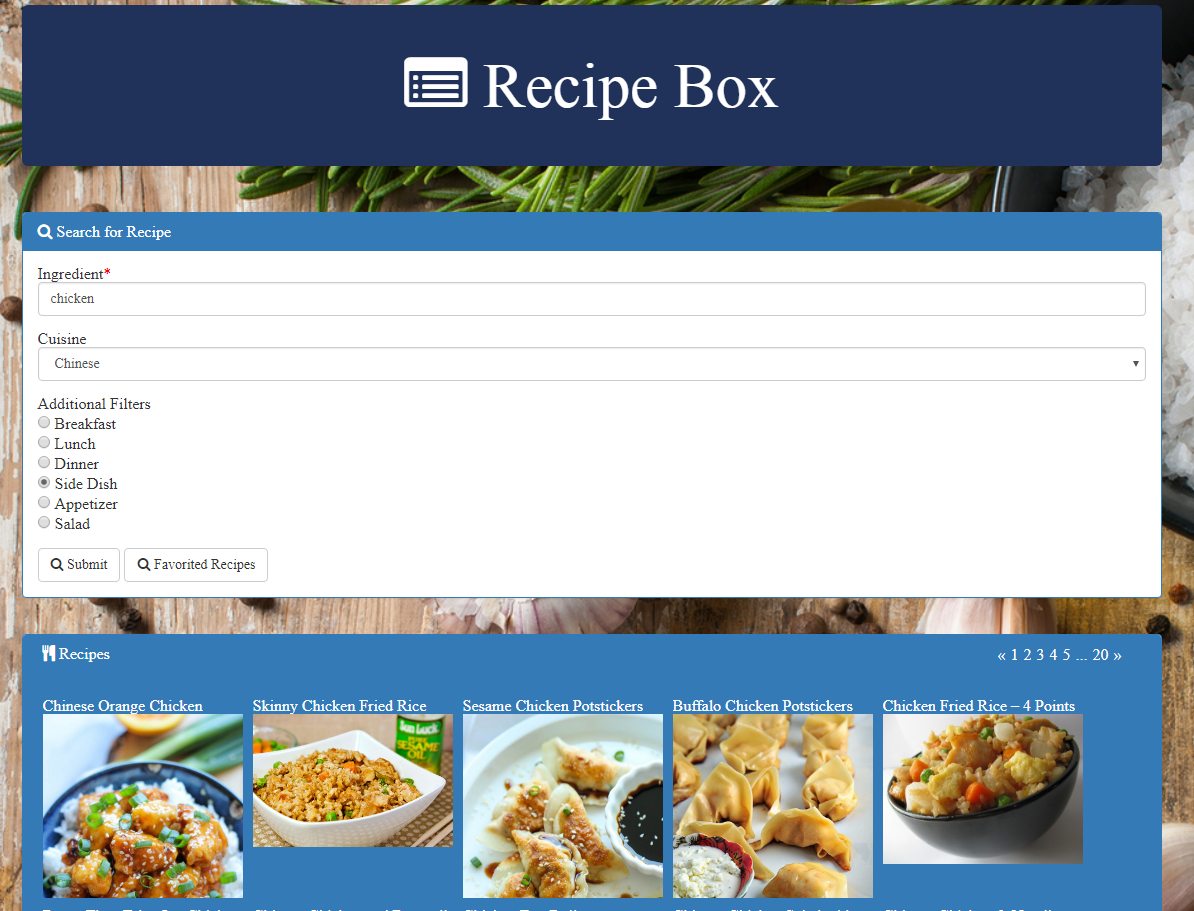 Recipe Box
Search for Recipe
Ingredient*
chicken
Cuisine
Chinese
Additional Filters
Breakfast
Lunch
Dinner
Side Dish
Appetizer
Salad
Submit
Favorited Recipes
Recipes
« 1 2 3 4 5 ... 20 »
Chinese Orange Chicken
Skinny Chicken Fried Rice
Sesame Chicken Potstickers
Buffalo Chicken Potstickers
Chicken Fried Rice – 4 Points
SESAME
OIL